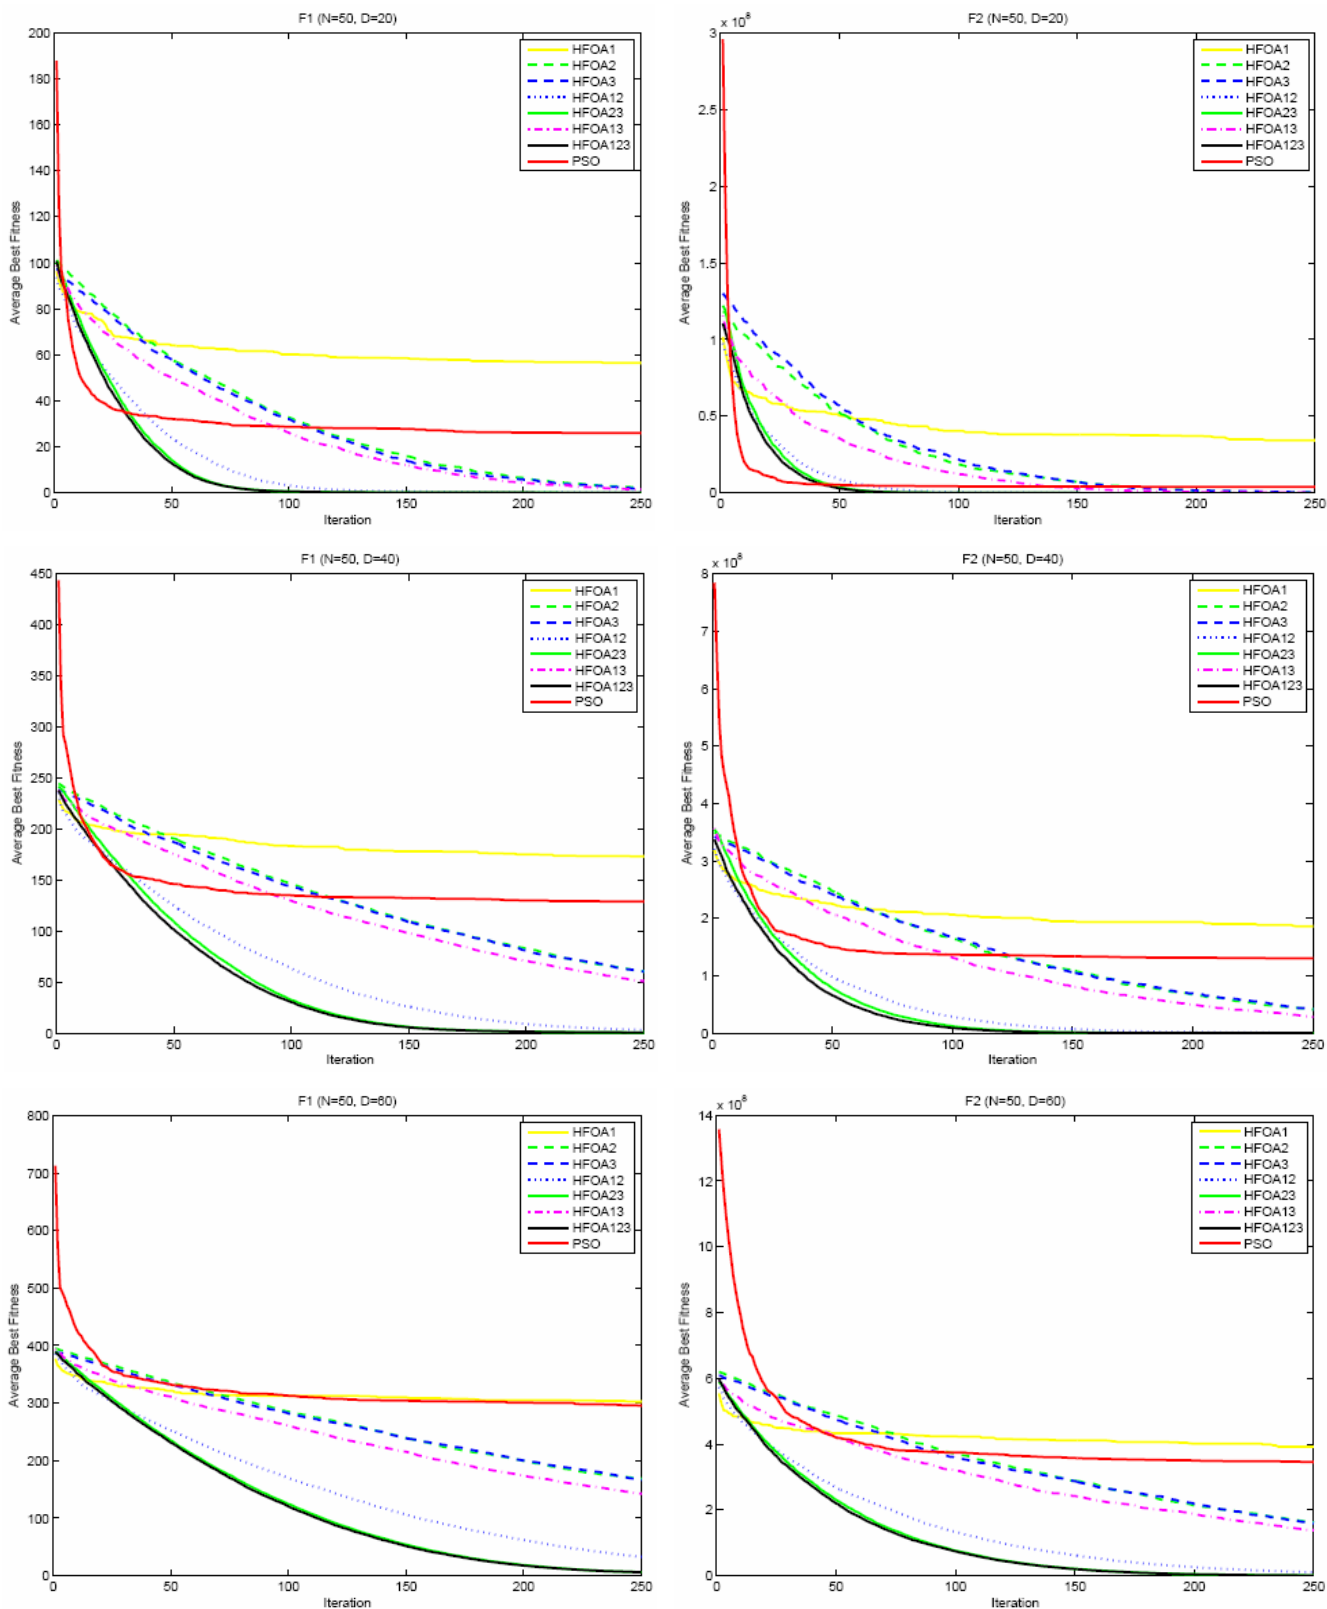 F1 (N=50, D=20)
200
180
160
140
120
100
80
60
40
20
0
Average Best Fitness
HFOA1
HFOA2
HFOA3
HFOA12
HFOA23
HFOA13
HFOA123
PSO
0 50 100 150 200 250
Iteration
F2 (N=50, D=20)
× 10⁸
3
2.5
2
1.5
1
0.5
0
Average Best Fitness
HFOA1
HFOA2
HFOA3
HFOA12
HFOA23
HFOA13
HFOA123
PSO
0 50 100 150 200 250
Iteration
F1 (N=50, D=40)
450
400
350
300
250
200
150
100
50
0
Average Best Fitness
HFOA1
HFOA2
HFOA3
HFOA12
HFOA23
HFOA13
HFOA123
PSO
0 50 100 150 200 250
Iteration
F2 (N=50, D=40)
× 10⁸
8
7
6
5
4
3
2
1
0
Average Best Fitness
HFOA1
HFOA2
HFOA3
HFOA12
HFOA23
HFOA13
HFOA123
PSO
0 50 100 150 200 250
Iteration
F1 (N=50, D=60)
800
700
600
500
400
300
200
100
0
Average Best Fitness
HFOA1
HFOA2
HFOA3
HFOA12
HFOA23
HFOA13
HFOA123
PSO
0 50 100 150 200 250
Iteration
F2 (N=50, D=60)
× 10⁸
14
12
10
8
6
4
2
0
Average Best Fitness
HFOA1
HFOA2
HFOA3
HFOA12
HFOA23
HFOA13
HFOA123
PSO
0 50 100 150 200 250
Iteration